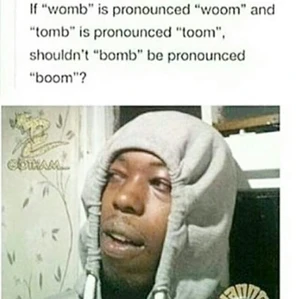 If “womb” is pronounced “woom” and
“tomb” is pronounced “toom”,
shouldn't “bomb” be pronounced
“boom”?